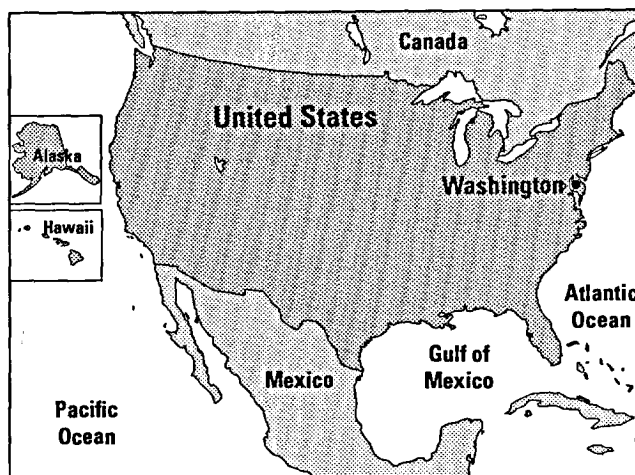 Canada
United States
Alaska
Washington
Hawaii
Atlantic
Ocean
Gulf of
Mexico
Mexico
Pacific
Ocean